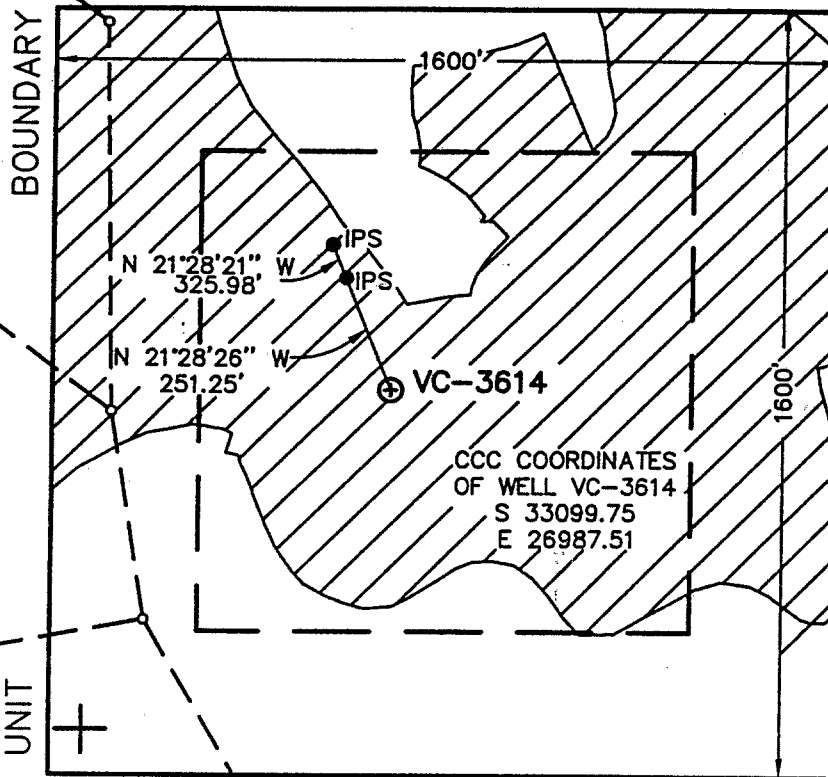 BOUNDARY
1600'
IPS
N 21°28'21" W
325.98'
IPS
N 21°28'26" W
251.25'
VC-3614
1600'
CCC COORDINATES
OF WELL VC-3614
S 33099.75
E 26987.51
UNIT